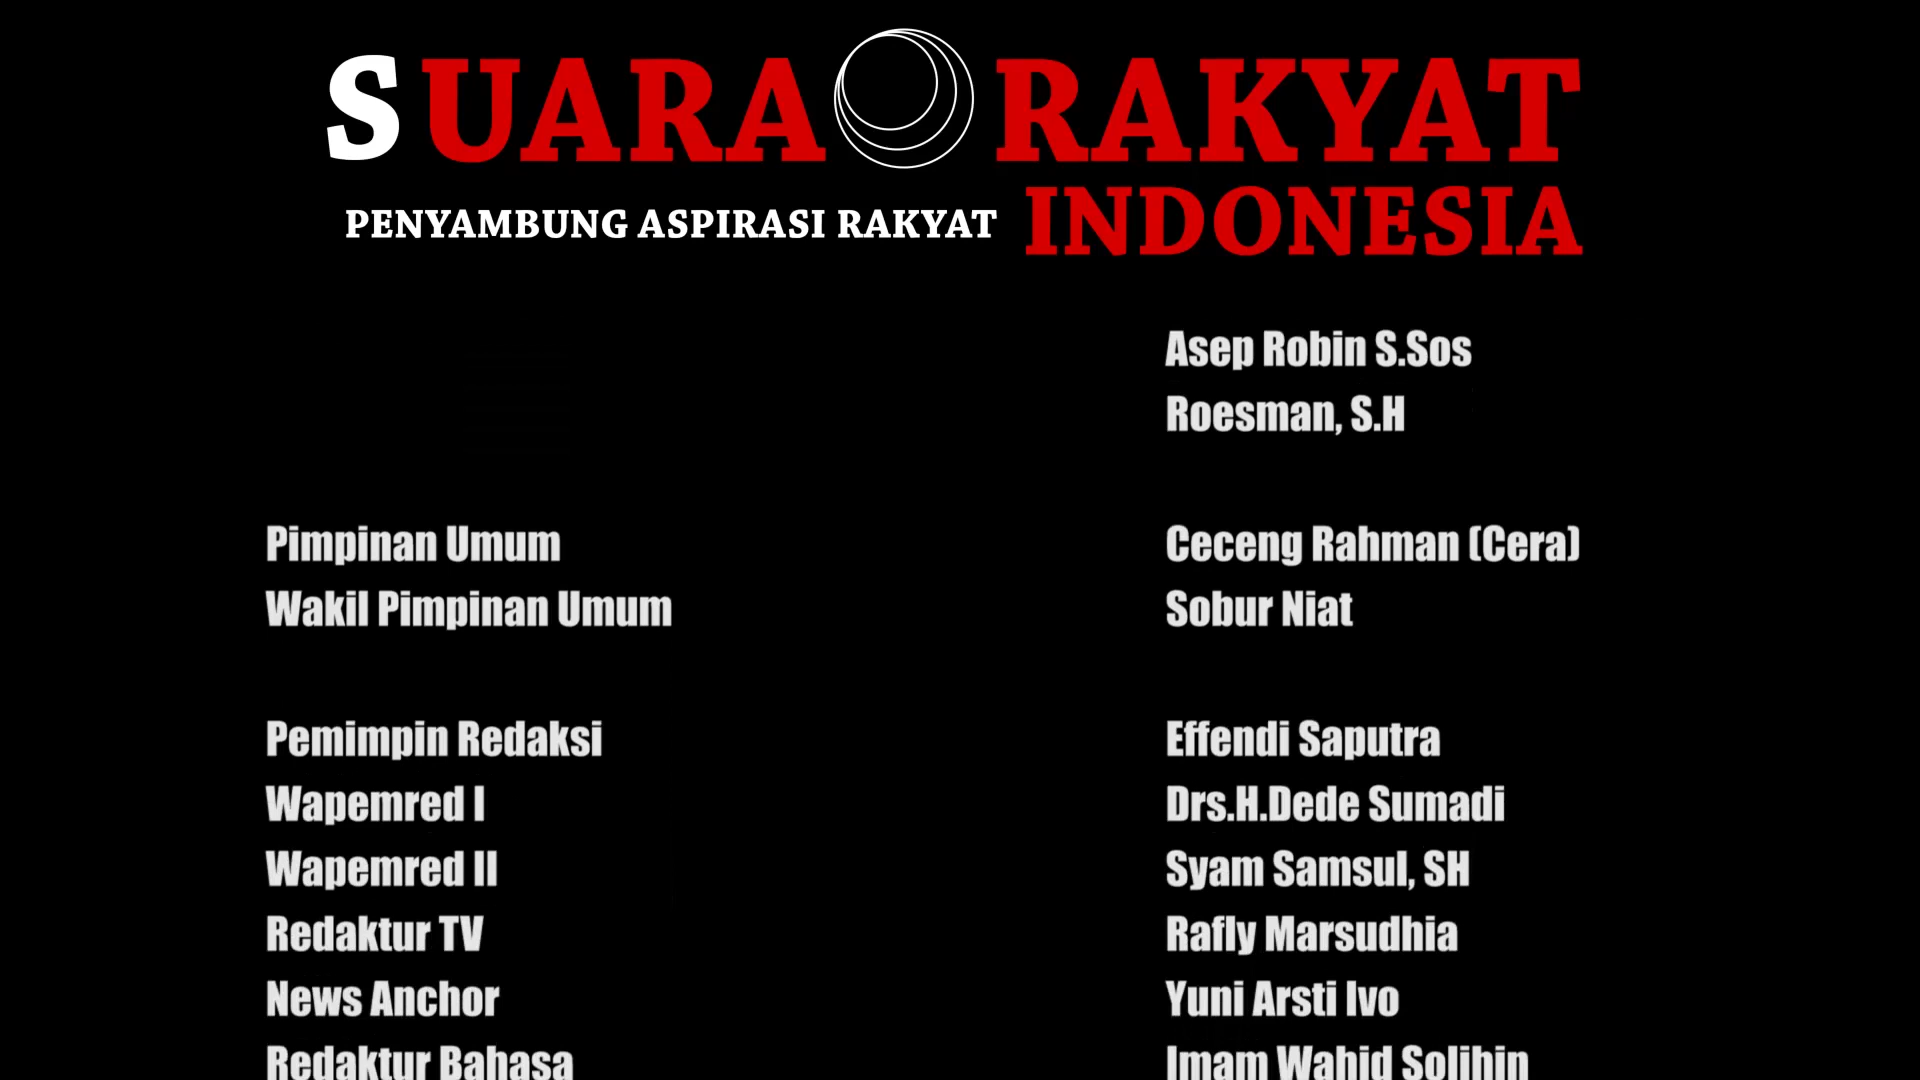 SUARA RAKYAT
PENYAMBUNG ASPIRASI RAKYAT INDONESIA
Asep Robin S.Sos
Roesman, S.H
Pimpinan Umum Ceceng Rahman (Cera)
Wakil Pimpinan Umum Sobur Niat
Pemimpin Redaksi Effendi Saputra
Wapemred I Drs.H.Dede Sumadi
Wapemred II Syam Samsul, SH
Redaktur TV Rafly Marsudhia
News Anchor Yuni Arsti Ivo
Redaktur Bahasa Imam Wahid Solihin